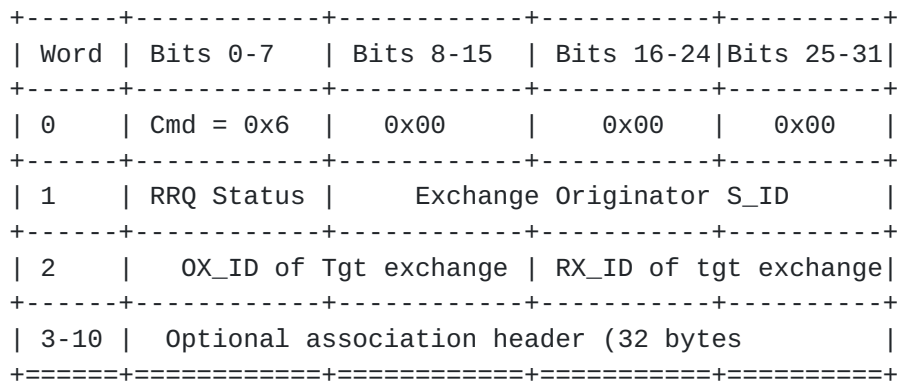 +------+------------+------------+-----------+----------+
| Word | Bits 0-7   | Bits 8-15  | Bits 16-24|Bits 25-31|
+------+------------+------------+-----------+----------+
| 0    | Cmd = 0x6  |   0x00     |    0x00   |   0x00   |
+------+------------+------------+-----------+----------+
| 1    | RRQ Status |     Exchange Originator S_ID      |
+------+------------+------------+-----------+----------+
| 2    |   OX_ID of Tgt exchange | RX_ID of tgt exchange|
+------+------------+------------+-----------+----------+
| 3-10 |  Optional association header (32 bytes         |
+======+============+============+===========+==========+